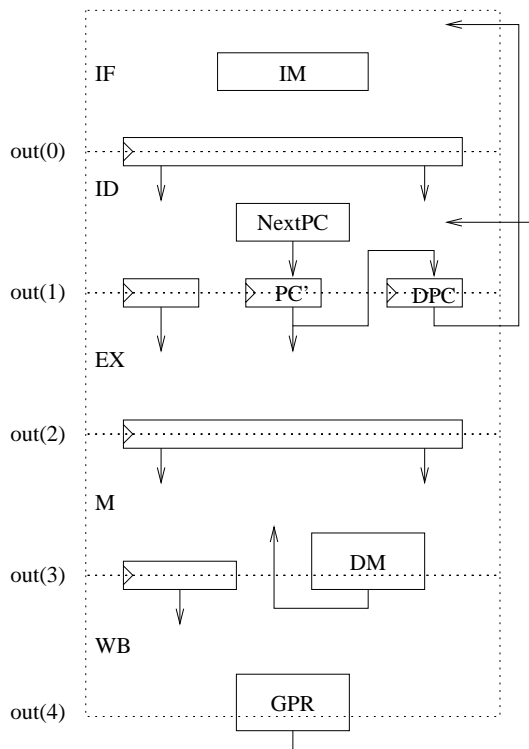 IF
IM
out(0)
ID
NextPC
out(1)
PC'
DPC
EX
out(2)
M
out(3)
DM
WB
out(4)
GPR